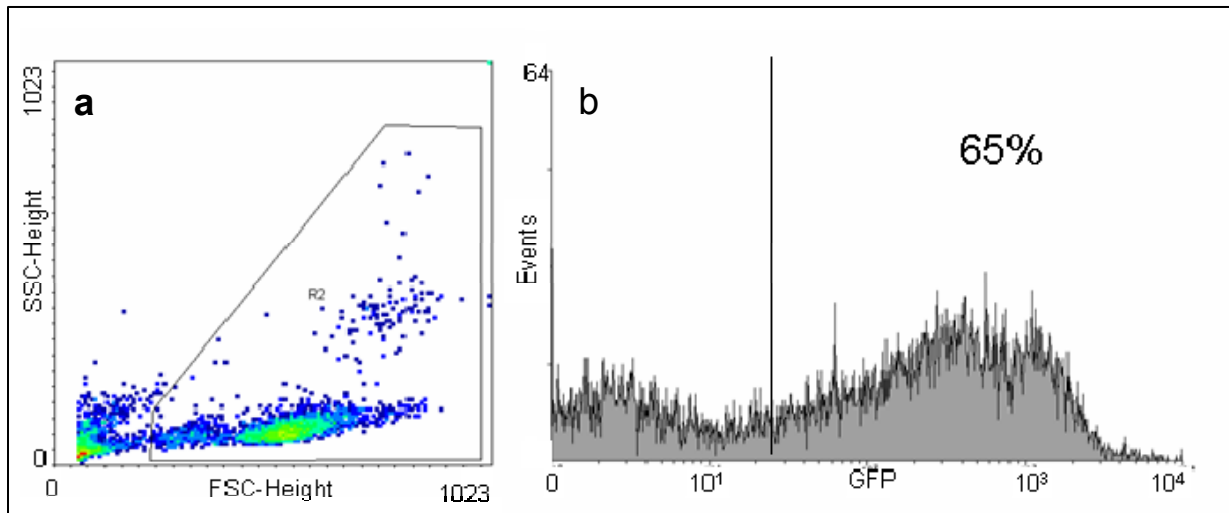 a
1023
SSC-Height
R2
0
0
FSC-Height
1023
b
64
Events
65%
0
10¹
GFP
10³
10⁴